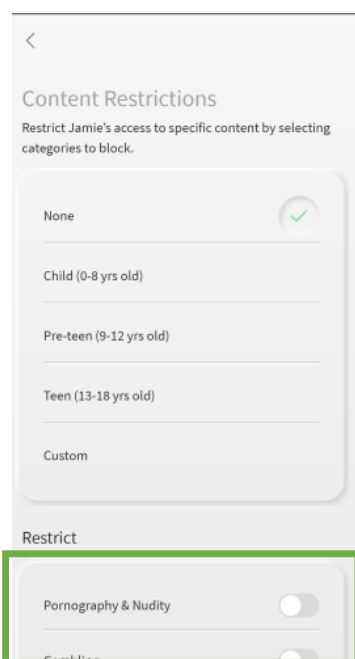 Content Restrictions
Restrict Jamie's access to specific content by selecting
categories to block.
None
Child (0-8 yrs old)
Pre-teen (9-12 yrs old)
Teen (13-18 yrs old)
Custom
Restrict
Pornography & Nudity